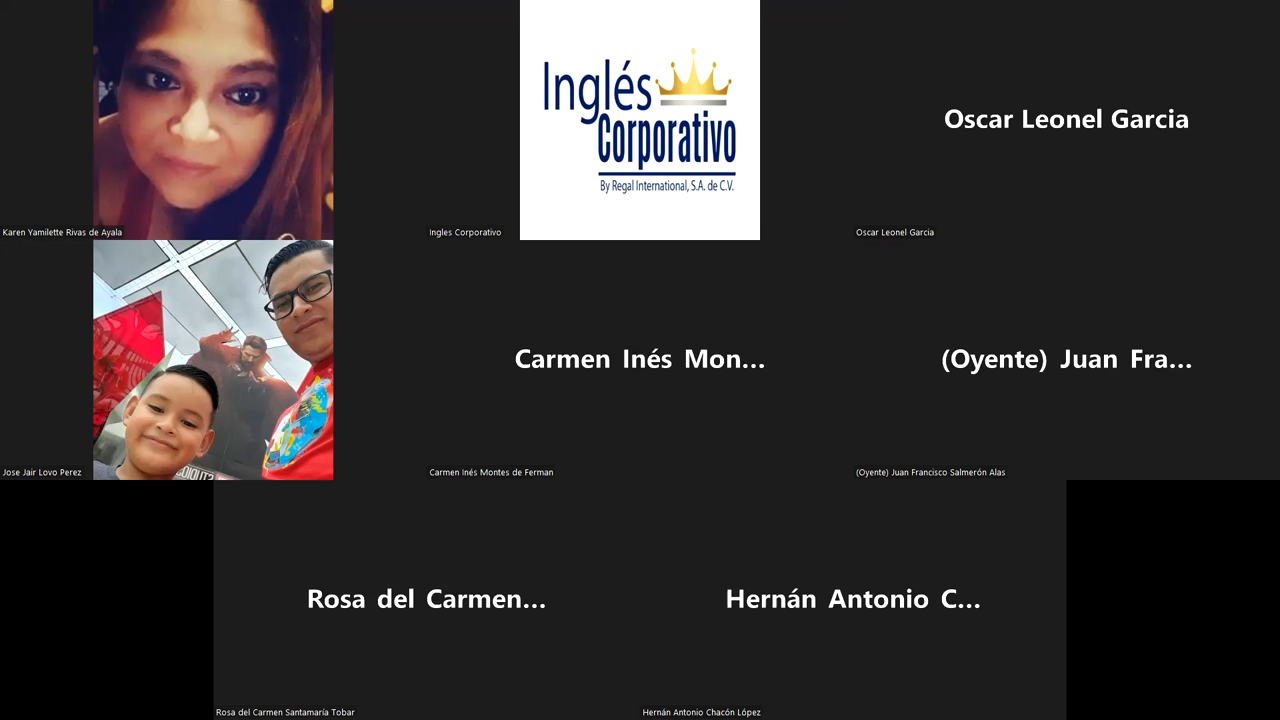 Inglés
Corporativo
By Regal International, S.A. de C.V.
Oscar Leonel Garcia
Karen Yamilette Rivas de Ayala
Ingles Corporativo
Oscar Leonel Garcia
Carmen Inés Mon...
(Oyente) Juan Fra...
Jose Jair Lovo Perez
Carmen Inés Montes de Ferman
(Oyente) Juan Francisco Salmerón Alas
Rosa del Carmen...
Hernán Antonio C...
Rosa del Carmen Santamaría Tobar
Hernán Antonio Chacón López